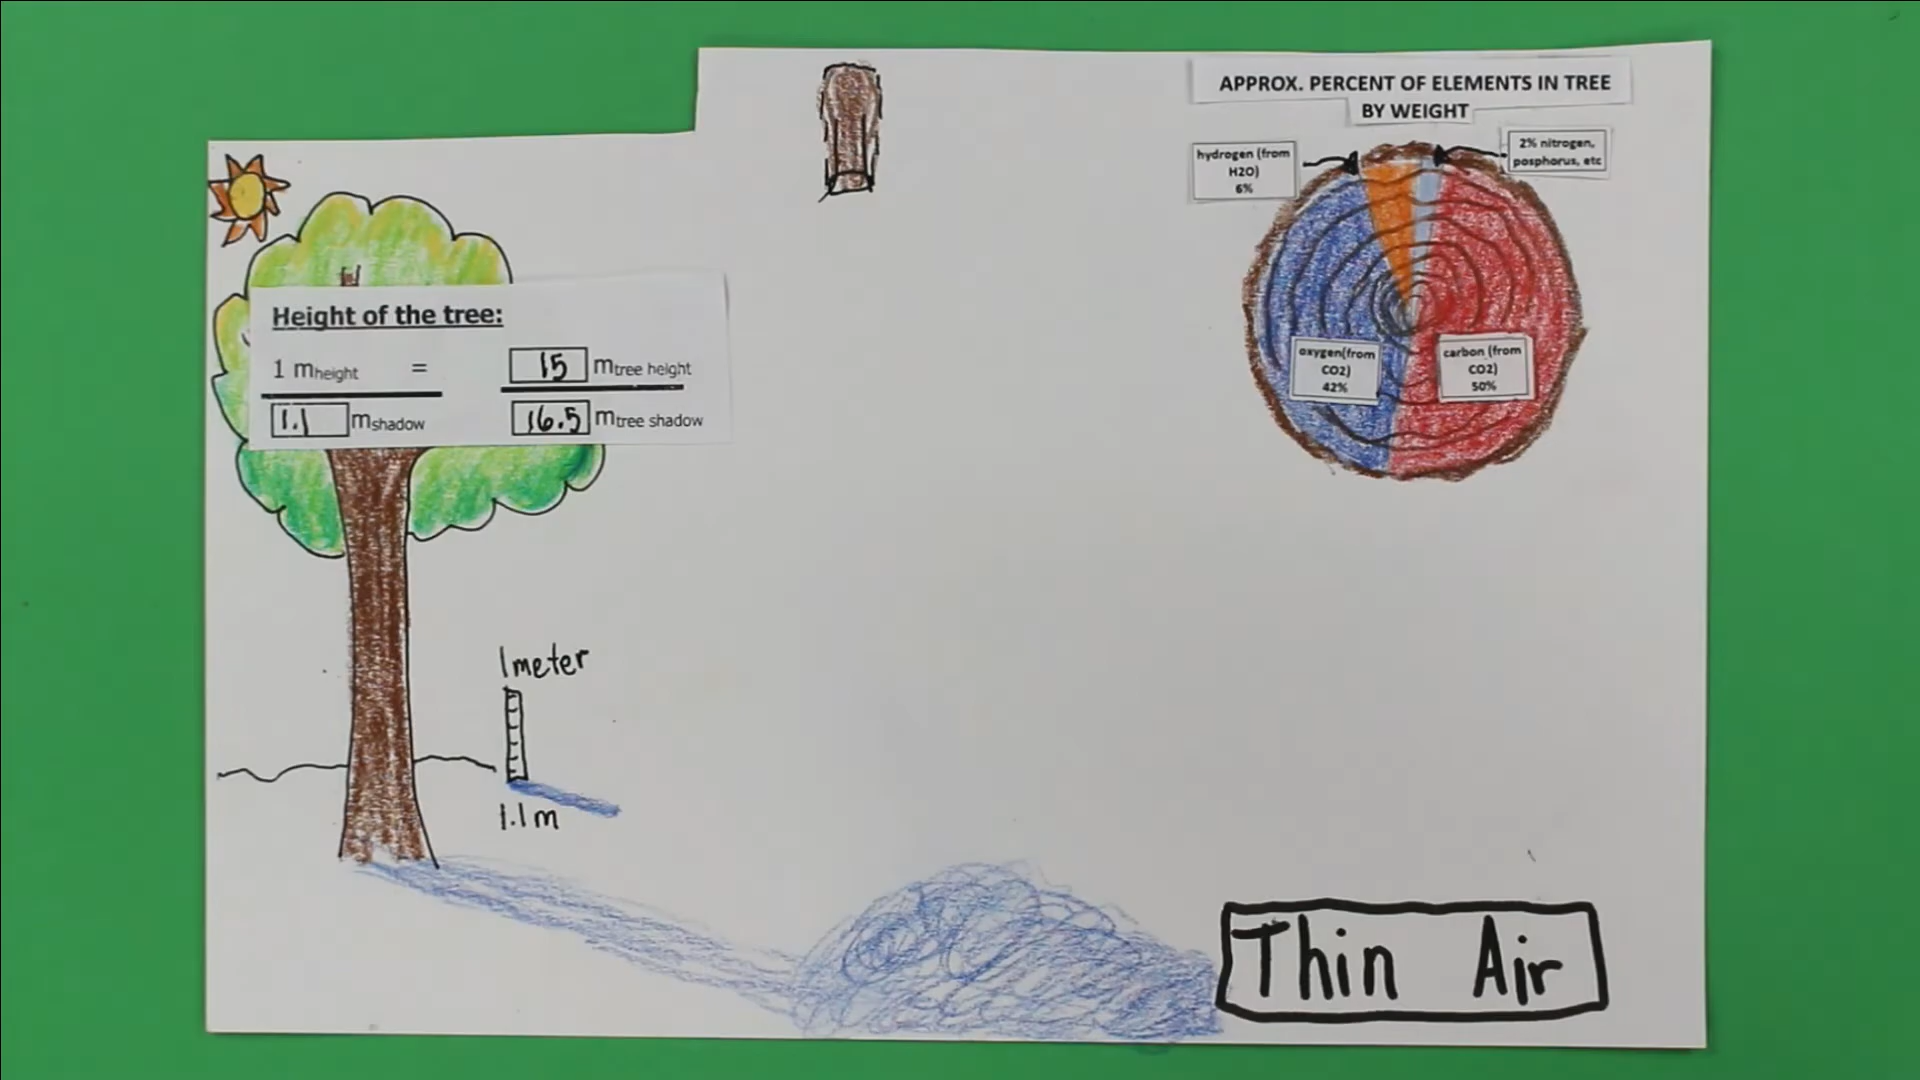 APPROX. PERCENT OF ELEMENTS IN TREE
BY WEIGHT
hydrogen (from
H2O)
6%
2% nitrogen,
posphorus, etc
oxygen(from
CO2)
42%
carbon (from
CO2)
50%
Height of the tree:
1 mheight = 15 mtree height
1.1 mshadow 16.5 mtree shadow
1 meter
1.1m
Thin Air